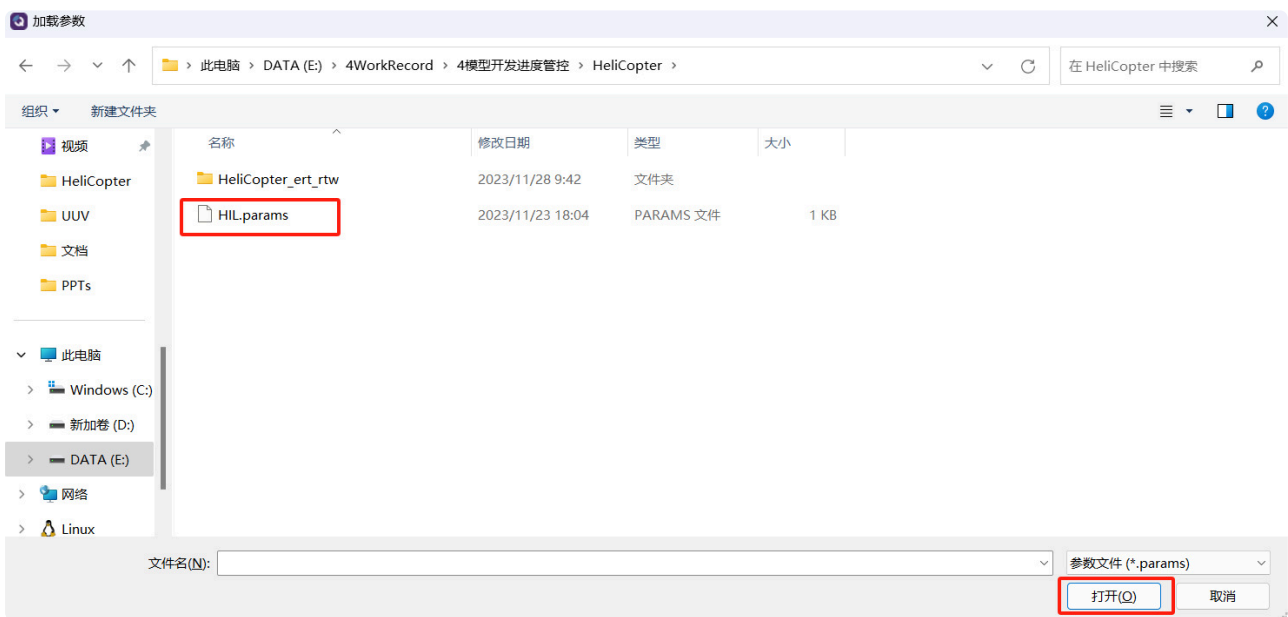 加载参数
此电脑 > DATA (E:) > 4WorkRecord > 4模型开发进度管控 > HeliCopter >
在 HeliCopter 中搜索
组织 新建文件夹
名称 修改日期 类型 大小
视频
HeliCopter
UUV
文档
PPTs
此电脑
Windows (C:)
新加卷 (D:)
DATA (E:)
网络
Linux
HeliCopter_ert_rtw 2023/11/28 9:42 文件夹
HIL.params 2023/11/23 18:04 PARAMS 文件 1 KB
文件名(N):
参数文件 (*.params)
打开(O) 取消